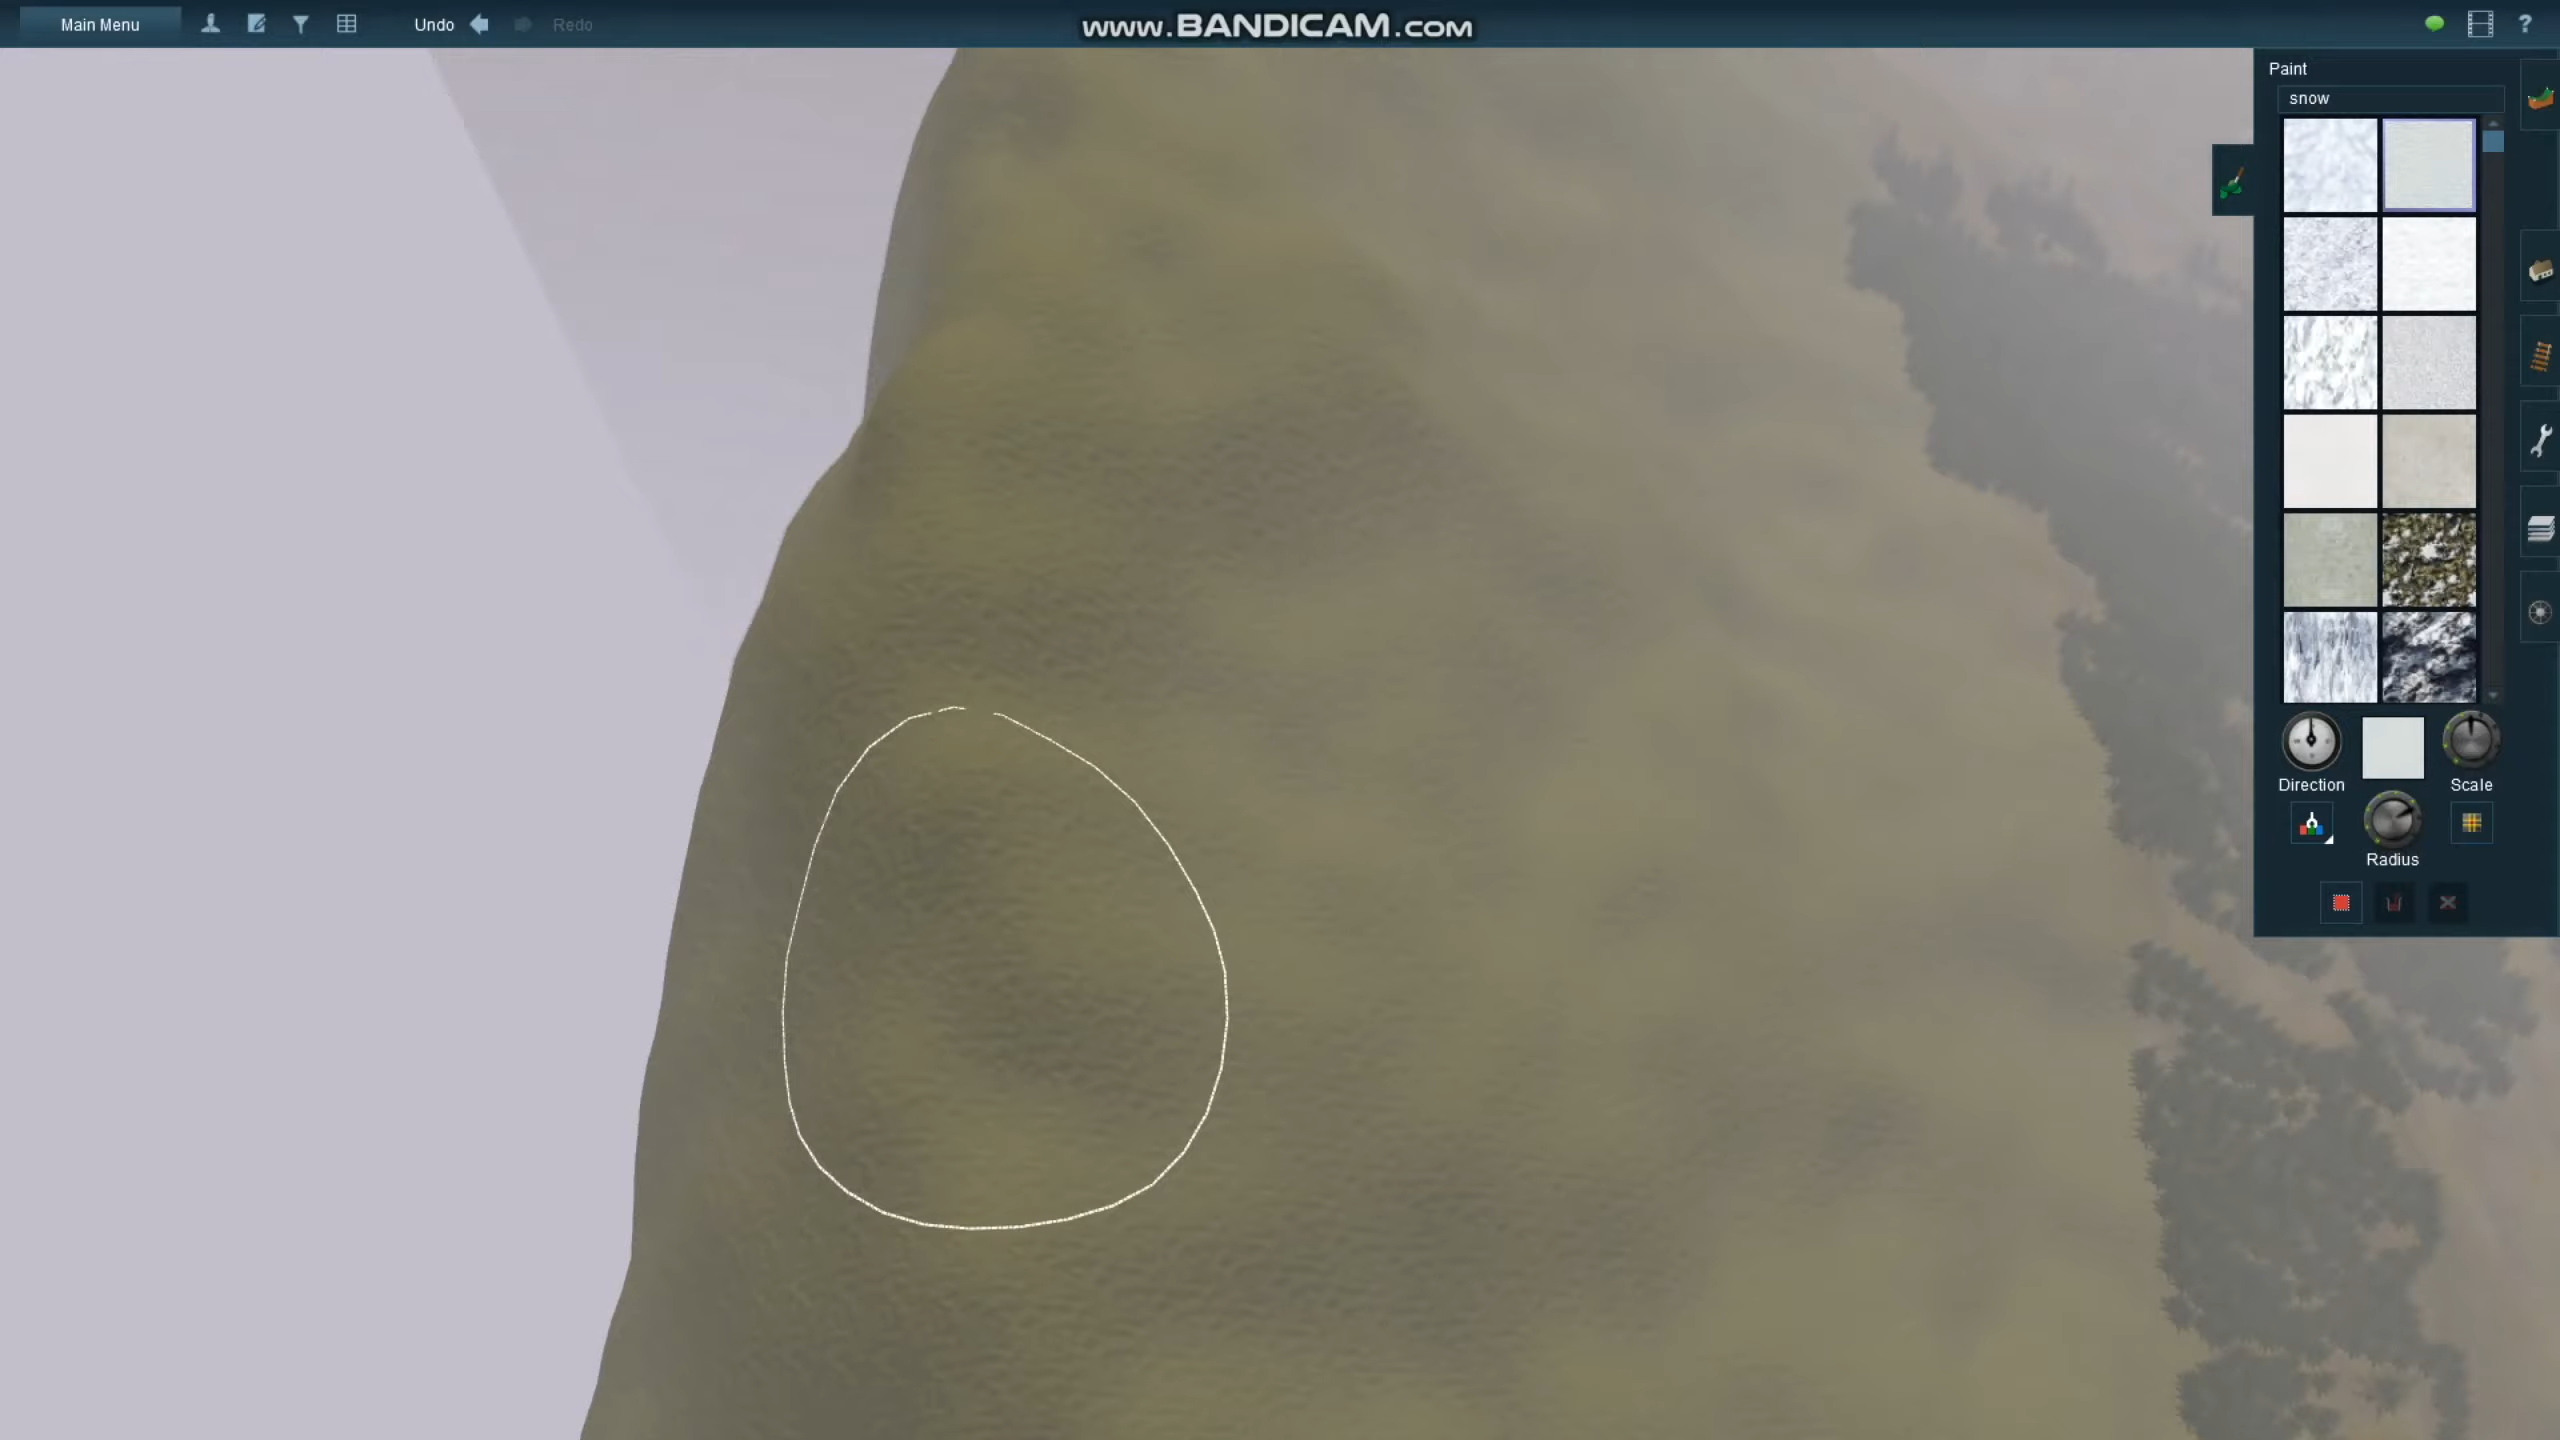 Main Menu
Undo
Redo
www.BANDICAM.com
?
Paint
snow
Direction
Scale
Radius